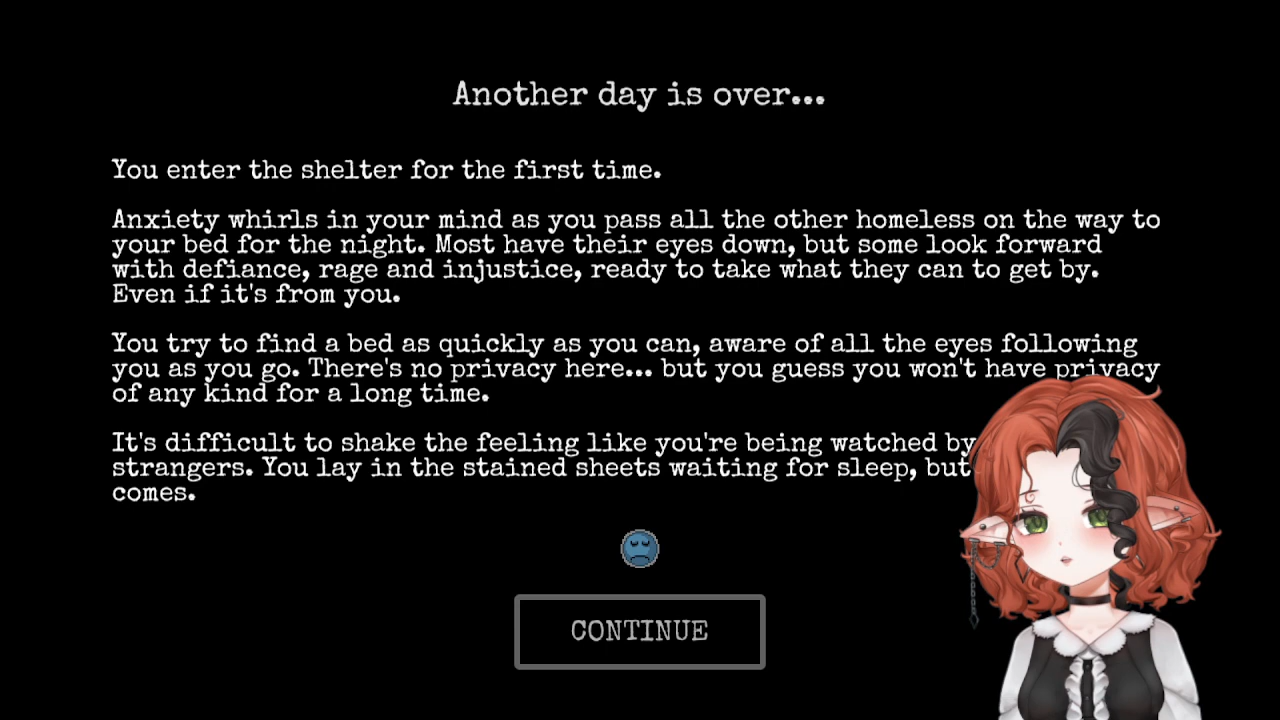 Another day is over...
You enter the shelter for the first time.
Anxiety whirls in your mind as you pass all the other homeless on the way to
your bed for the night. Most have their eyes down, but some look forward
with defiance, rage and injustice, ready to take what they can to get by.
Even if it's from you.
You try to find a bed as quickly as you can, aware of all the eyes following
you as you go. There's no privacy here... but you guess you won't have privacy
of any kind for a long time.
It's difficult to shake the feeling like you're being watched by
strangers. You lay in the stained sheets waiting for sleep, but
comes.
CONTINUE